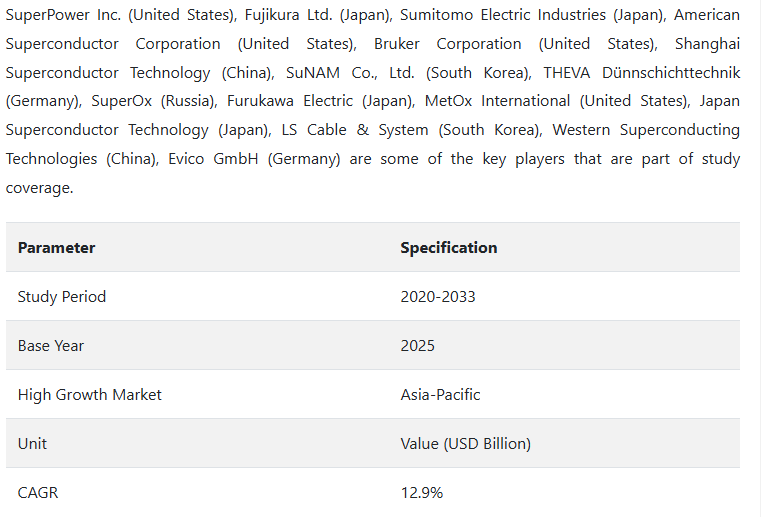 SuperPower Inc. (United States), Fujikura Ltd. (Japan), Sumitomo Electric Industries (Japan), American
Superconductor Corporation (United States), Bruker Corporation (United States), Shanghai
Superconductor Technology (China), SuNAM Co., Ltd. (South Korea), THEVA Dünnschichttechnik
(Germany), SuperOx (Russia), Furukawa Electric (Japan), MetOx International (United States), Japan
Superconductor Technology (Japan), LS Cable & System (South Korea), Western Superconducting
Technologies (China), Evico GmbH (Germany) are some of the key players that are part of study
coverage.
Parameter Specification
Study Period 2020-2033
Base Year 2025
High Growth Market Asia-Pacific
Unit Value (USD Billion)
CAGR 12.9%